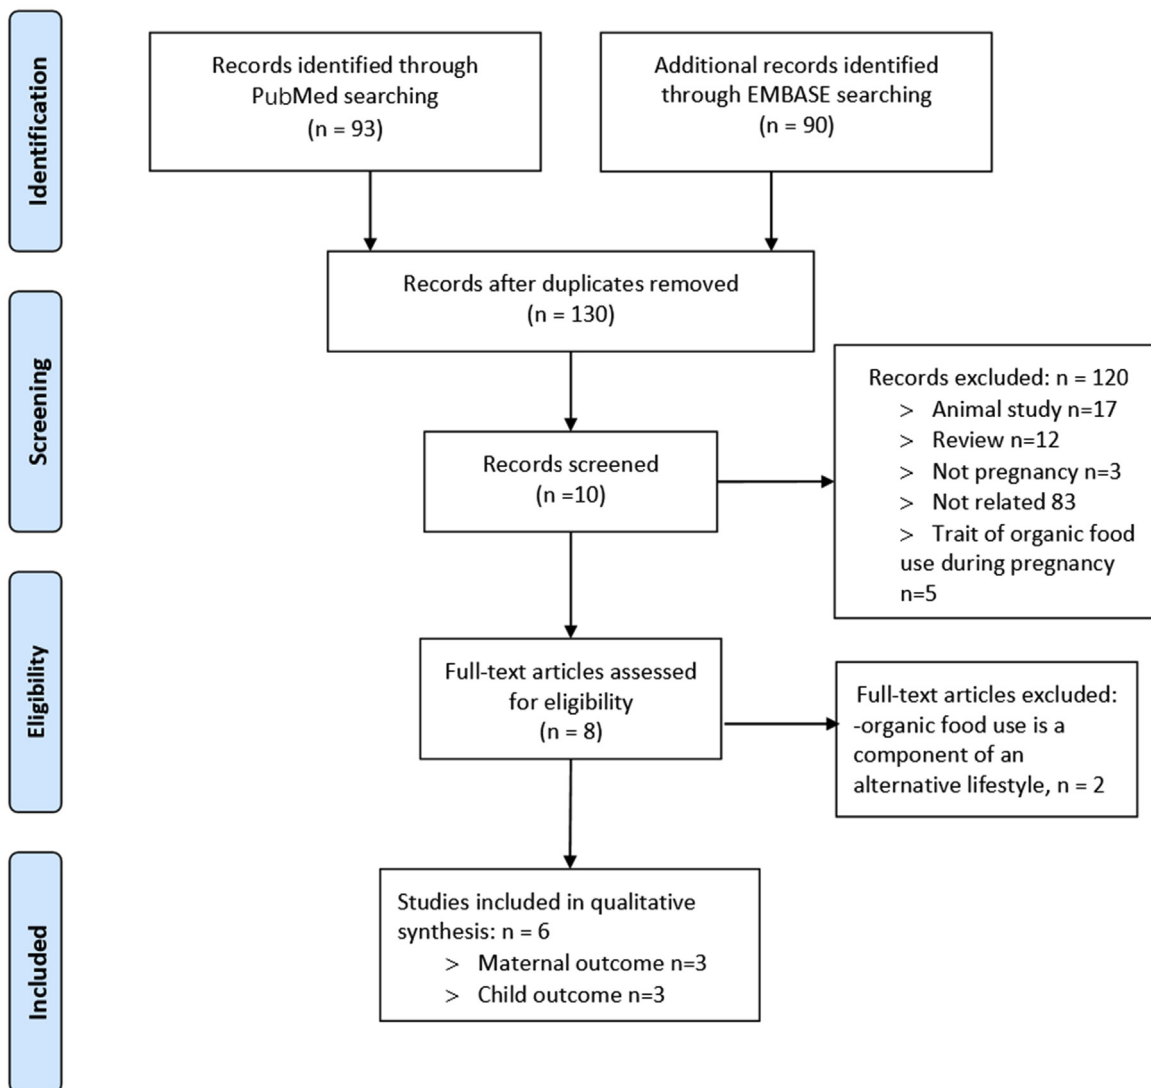 Identification
Records identified through
PubMed searching
(n = 93)
Additional records identified
through EMBASE searching
(n = 90)
Records after duplicates removed
(n = 130)
Screening
Records screened
(n =10)
Records excluded: n = 120
> Animal study n=17
> Review n=12
> Not pregnancy n=3
> Not related 83
> Trait of organic food
use during pregnancy
n=5
Eligibility
Full-text articles assessed
for eligibility
(n = 8)
Full-text articles excluded:
-organic food use is a
component of an
alternative lifestyle, n = 2
Included
Studies included in qualitative
synthesis: n = 6
> Maternal outcome n=3
> Child outcome n=3